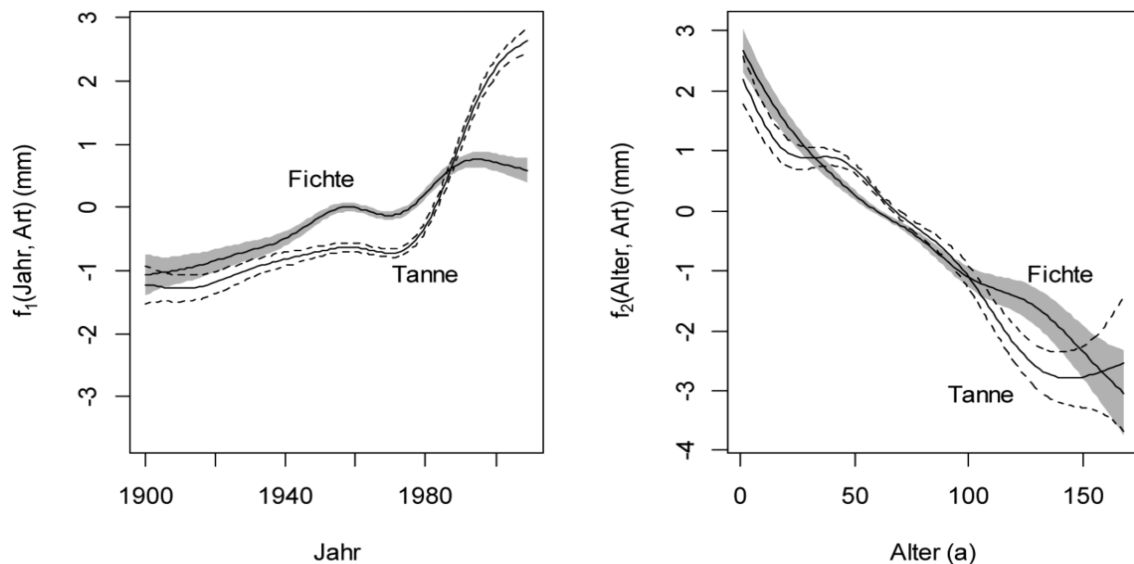 f1(Jahr, Art) (mm)
3
2
1
0
-1
-2
-3
Fichte
Tanne
1900
1940
1980
Jahr
f2(Alter, Art) (mm)
3
2
1
0
-1
-2
-3
-4
Fichte
Tanne
0
50
100
150
Alter (a)